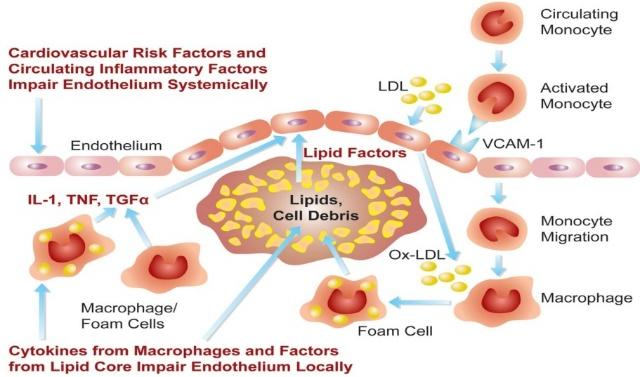 Circulating
Monocyte
Cardiovascular Risk Factors and
Circulating Inflammatory Factors
Impair Endothelium Systemically
LDL
Activated
Monocyte
Endothelium
VCAM-1
Lipid Factors
IL-1, TNF, TGFα
Lipids,
Cell Debris
Monocyte
Migration
Ox-LDL
Macrophage/
Foam Cells
Macrophage
Foam Cell
Cytokines from Macrophages and Factors
from Lipid Core Impair Endothelium Locally